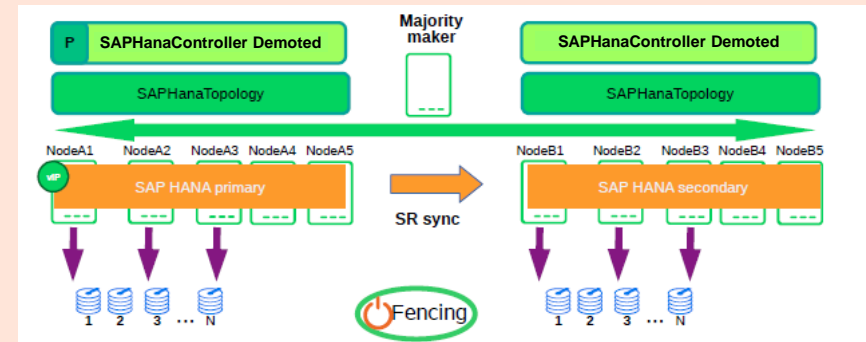 Majority
maker
P SAPHanaController Demoted
SAPHanaController Demoted
SAPHanaTopology
SAPHanaTopology
NodeA1 NodeA2 NodeA3 NodeA4 NodeA5
NodeB1 NodeB2 NodeB3 NodeB4 NodeB5
vIP
SAP HANA primary
SAP HANA secondary
SR sync
1 2 3 ... N
Fencing
1 2 3 ... N